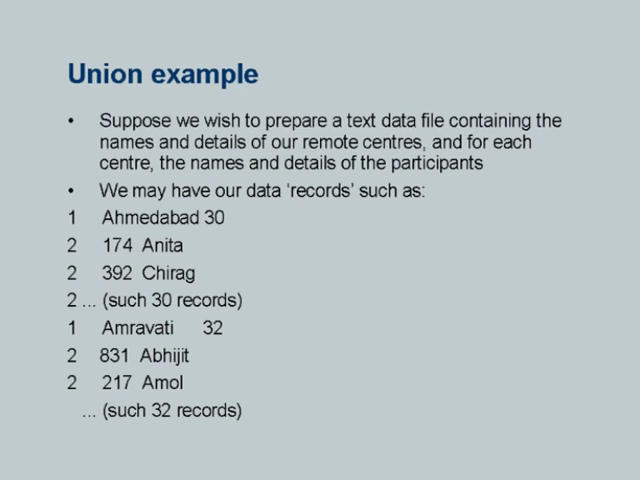 Union example
• Suppose we wish to prepare a text data file containing the
names and details of our remote centres, and for each
centre, the names and details of the participants
• We may have our data ‘records’ such as:
1 Ahmedabad 30
2 174 Anita
2 392 Chirag
2 ... (such 30 records)
1 Amravati 32
2 831 Abhijit
2 217 Amol
... (such 32 records)